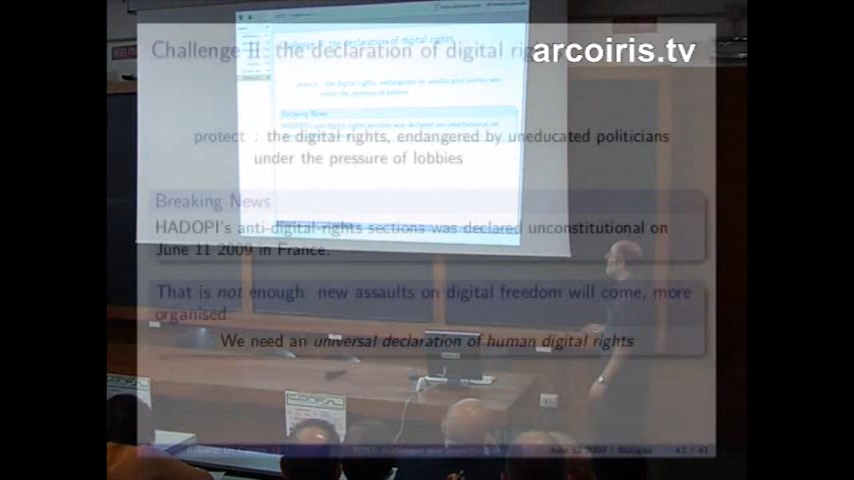 Challenge II: the declaration of digital rig
arcoiris.tv
protect : the digital rights, endangered by uneducated politicians
under the pressure of lobbies
Breaking News
HADOPI's anti-digital-rights sections was declared unconstitutional on
June 11 2009 in France.
That is not enough: new assaults on digital freedom will come, more
organised.
We need an universal declaration of human digital rights